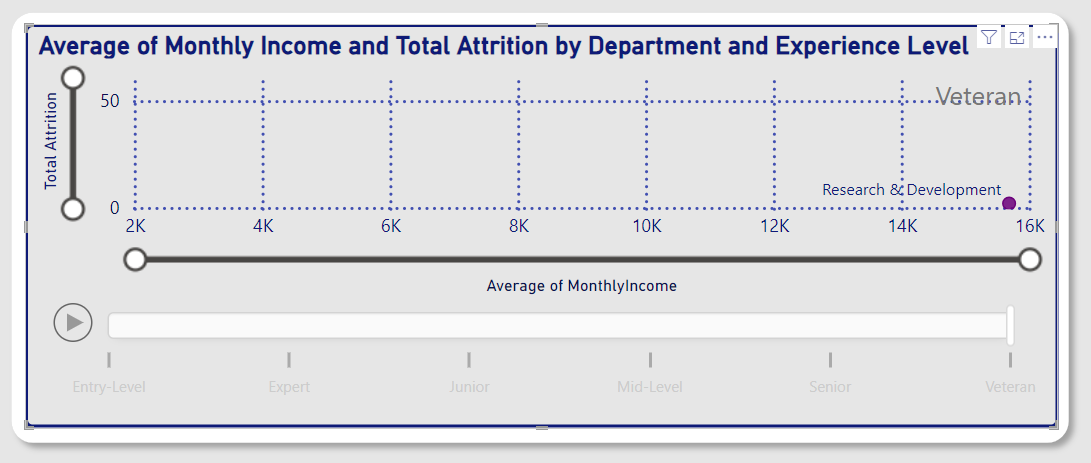 Average of Monthly Income and Total Attrition by Department and Experience Level
Total Attrition
50
0
Veteran
Research & Development
2K 4K 6K 8K 10K 12K 14K 16K
Average of MonthlyIncome
Entry-Level Expert Junior Mid-Level Senior Veteran